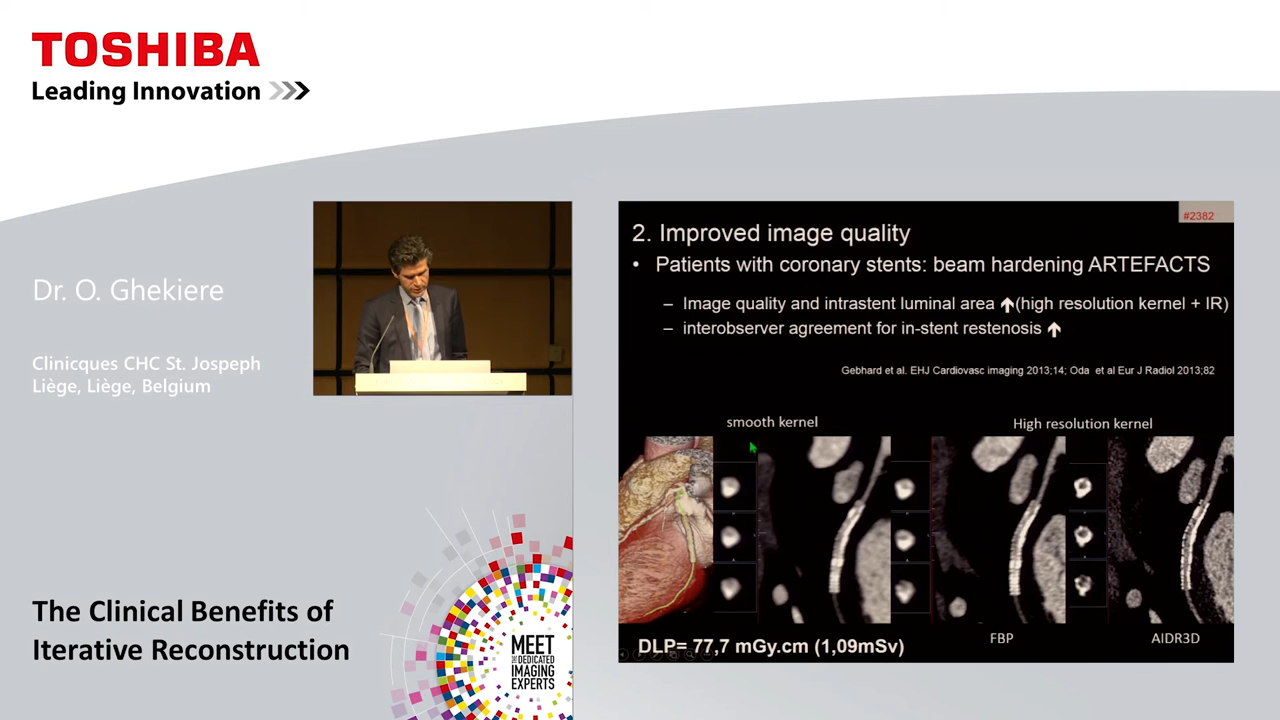 TOSHIBA
Leading Innovation
Dr. O. Ghekiere
Clinicques CHC St. Jospeph
Liège, Liège, Belgium
The Clinical Benefits of
Iterative Reconstruction
MEET
THE DEDICATED
IMAGING
EXPERTS
#2382
2. Improved image quality
• Patients with coronary stents: beam hardening ARTEFACTS
– Image quality and intrastent luminal area ⬆(high resolution kernel + IR)
– interobserver agreement for in-stent restenosis ⬆
Gebhard et al. EHJ Cardiovasc imaging 2013;14; Oda et al Eur J Radiol 2013;82
smooth kernel
High resolution kernel
FBP
AIDR3D
DLP= 77,7 mGy.cm (1,09mSv)